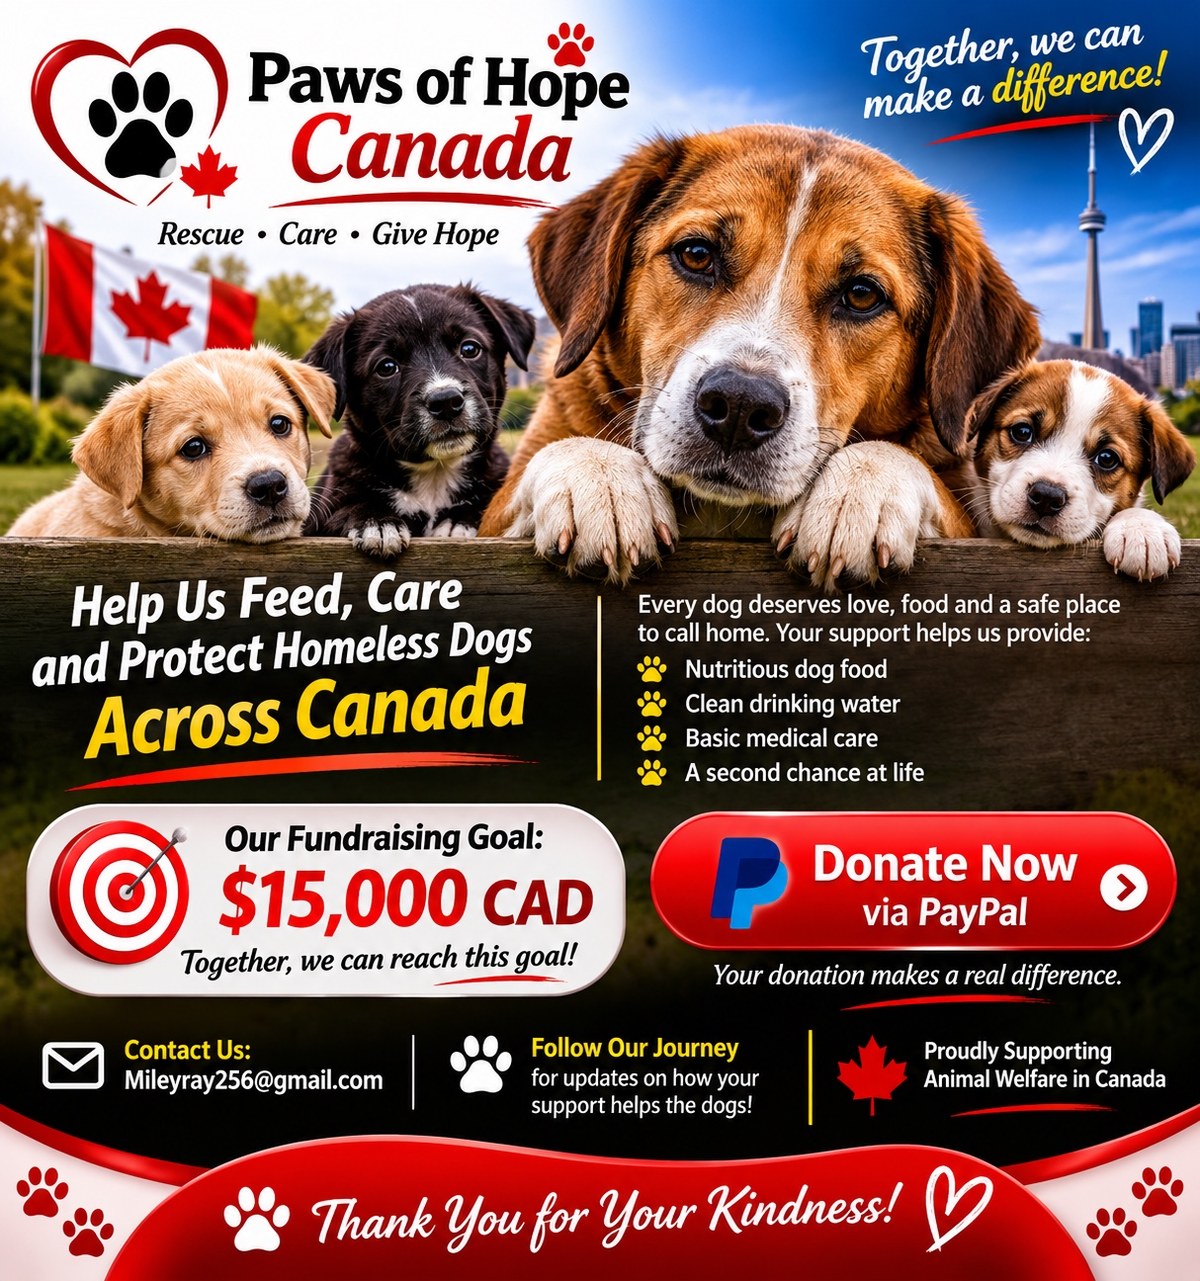 Paws of Hope
Canada
Rescue • Care • Give Hope
Together, we can
make a difference!
Help Us Feed, Care
and Protect Homeless Dogs
Across Canada
Every dog deserves love, food and a safe place
to call home. Your support helps us provide:
Nutritious dog food
Clean drinking water
Basic medical care
A second chance at life
Our Fundraising Goal:
$15,000 CAD
Together, we can reach this goal!
Donate Now
via PayPal
Your donation makes a real difference.
Contact Us:
Mileyray256@gmail.com
Follow Our Journey
for updates on how your
support helps the dogs!
Proudly Supporting
Animal Welfare in Canada
Thank You for Your Kindness!